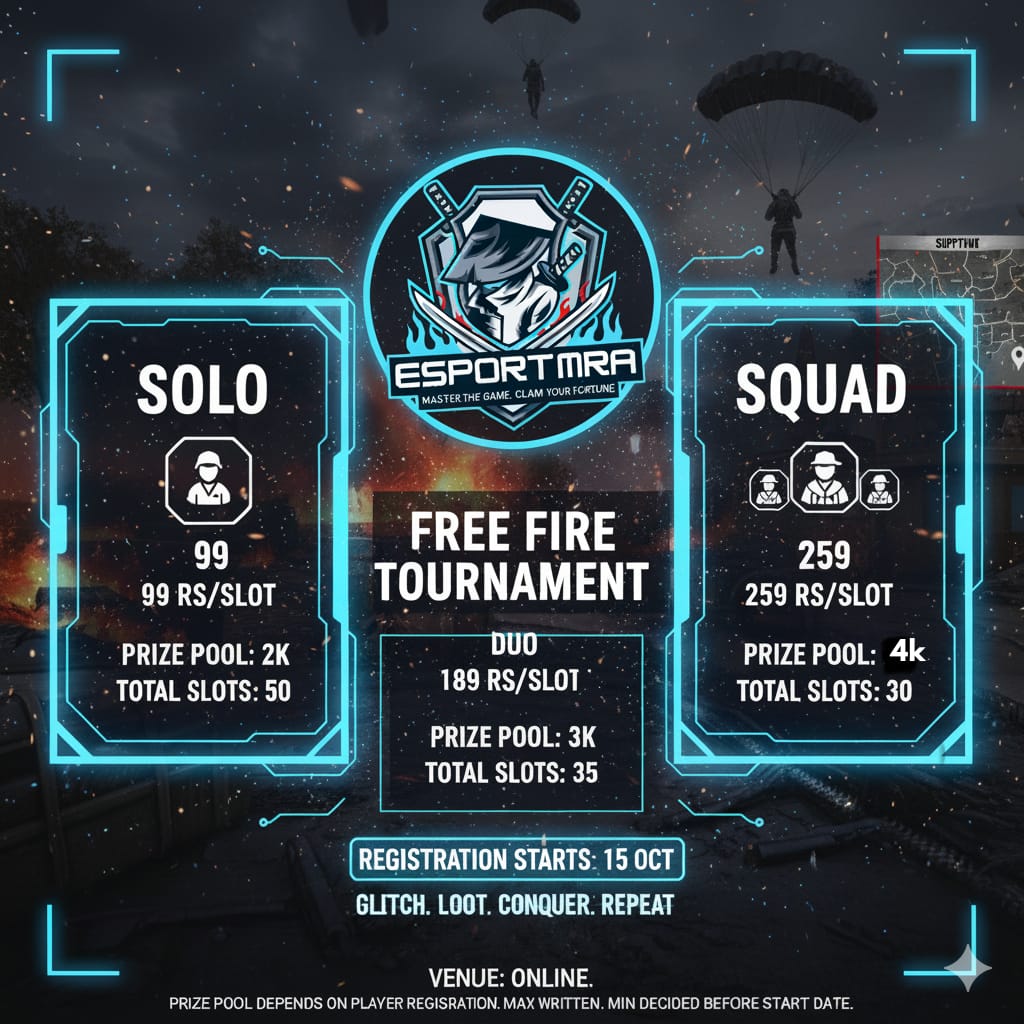 SUPPTWK
ESPORTMRA
MASTER THE GAME. CLAM YOUR FORTUNE
SOLO
99
99 RS/SLOT
PRIZE POOL: 2K
TOTAL SLOTS: 50
FREE FIRE
TOURNAMENT
DUO
189 RS/SLOT
PRIZE POOL: 3K
TOTAL SLOTS: 35
SQUAD
259
259 RS/SLOT
PRIZE POOL: 4k
TOTAL SLOTS: 30
REGISTRATION STARTS: 15 OCT
GLITCH. LOOT. CONQUER. REPEAT
VENUE: ONLINE.
PRIZE POOL DEPENDS ON PLAYER REGISRATION. MAX WRITTEN. MIN DECIDED BEFORE START DATE.